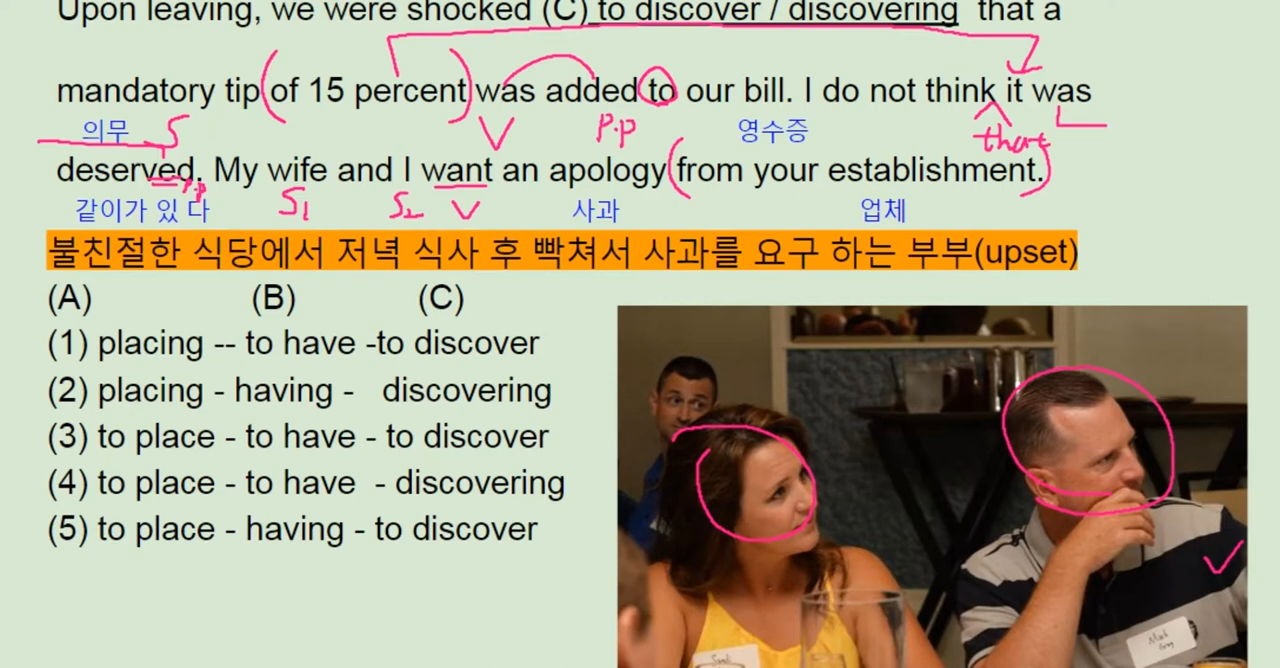 Upon leaving, we were shocked (C) to discover / discovering that a
mandatory tip (of 15 percent) was added to our bill. I do not think it was
의무 S V p.p 영수증 that
deserved. My wife and I want an apology (from your establishment.)
p.p
같이가 있 다 S1 S2 V 사과 업체
불친절한 식당에서 저녁 식사 후 빡쳐서 사과를 요구 하는 부부(upset)
(A) (B) (C)
(1) placing -- to have -to discover
(2) placing - having - discovering
(3) to place - to have - to discover
(4) to place - to have - discovering
(5) to place - having - to discover